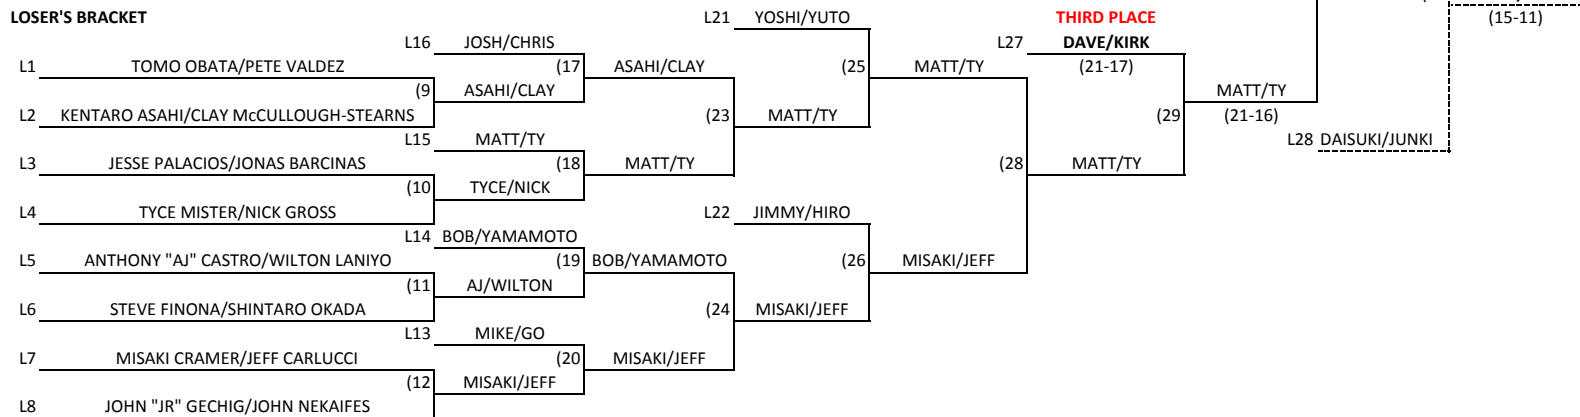 LOSER'S BRACKET
L21 YOSHI/YUTO
THIRD PLACE
(15-11)
L16 JOSH/CHRIS
L27 DAVE/KIRK
L1 TOMO OBATA/PETE VALDEZ
(17 ASAHI/CLAY
(25 MATT/TY
(21-17)
(9 ASAHI/CLAY
MATT/TY
L2 KENTARO ASAHI/CLAY McCULLOUGH-STEARNS
(23 MATT/TY
(29 (21-16)
L15 MATT/TY
L28 DAISUKI/JUNKI
L3 JESSE PALACIOS/JONAS BARCINAS
(18 MATT/TY
(28 MATT/TY
(10 TYCE/NICK
L4 TYCE MISTER/NICK GROSS
L22 JIMMY/HIRO
L14 BOB/YAMAMOTO
L5 ANTHONY "AJ" CASTRO/WILTON LANIYO
(19 BOB/YAMAMOTO
(26 MISAKI/JEFF
(11 AJ/WILTON
L6 STEVE FINONA/SHINTARO OKADA
(24 MISAKI/JEFF
L13 MIKE/GO
L7 MISAKI CRAMER/JEFF CARLUCCI
(20 MISAKI/JEFF
(12 MISAKI/JEFF
L8 JOHN "JR" GECHIG/JOHN NEKAIFES